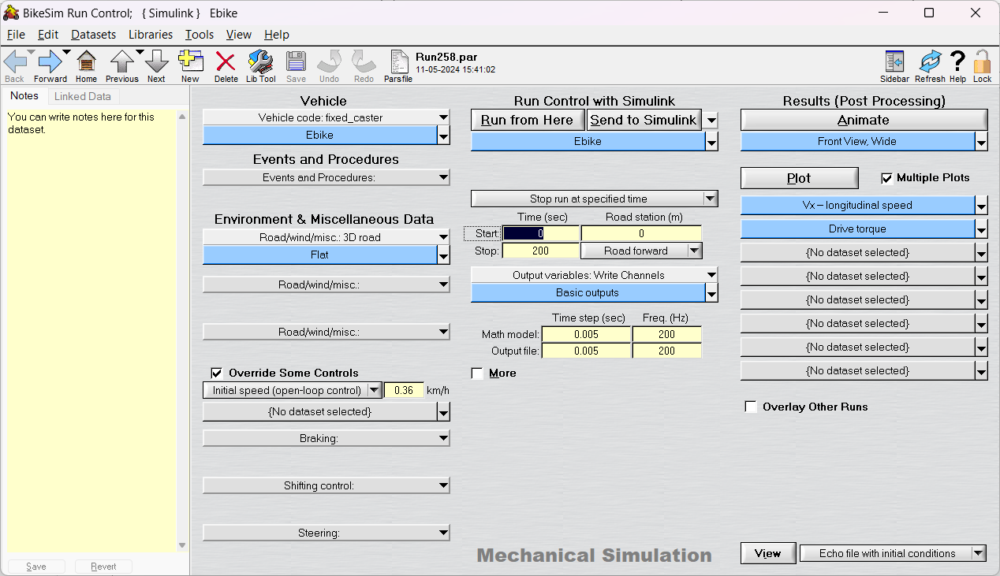 BikeSim Run Control; { Simulink } Ebike
File Edit Datasets Libraries Tools View Help
Back Forward Home Previous Next New Delete Lib Tool Save Undo Redo Parsfile
Run258.par
11-05-2024 15:41:02
Sidebar Refresh Help Lock
Notes Linked Data
You can write notes here for this
dataset.
Save Revert
Vehicle
Vehicle code: fixed_caster
Ebike
Events and Procedures
Events and Procedures:
Environment & Miscellaneous Data
Road/wind/misc.: 3D road
Flat
Road/wind/misc.:
Road/wind/misc.:
Override Some Controls
Initial speed (open-loop control) 0.36 km/h
{No dataset selected}
Braking:
Shifting control:
Steering:
Run Control with Simulink
Run from Here Send to Simulink
Ebike
Stop run at specified time
Time (sec) Road station (m)
Start: 0 0
Stop: 200 Road forward
Output variables: Write Channels
Basic outputs
Time step (sec) Freq. (Hz)
Math model: 0.005 200
Output file: 0.005 200
More
Mechanical Simulation
Results (Post Processing)
Animate
Front View, Wide
Plot Multiple Plots
Vx – longitudinal speed
Drive torque
{No dataset selected}
{No dataset selected}
{No dataset selected}
{No dataset selected}
{No dataset selected}
{No dataset selected}
Overlay Other Runs
View Echo file with initial conditions